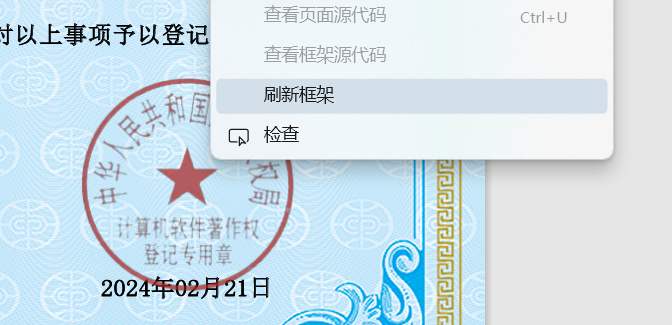 对以上事项予以登记
查看页面源代码 Ctrl+U
查看框架源代码
刷新框架
检查
中华人民共和国
权局
计算机软件著作权
登记专用章
2024年02月21日